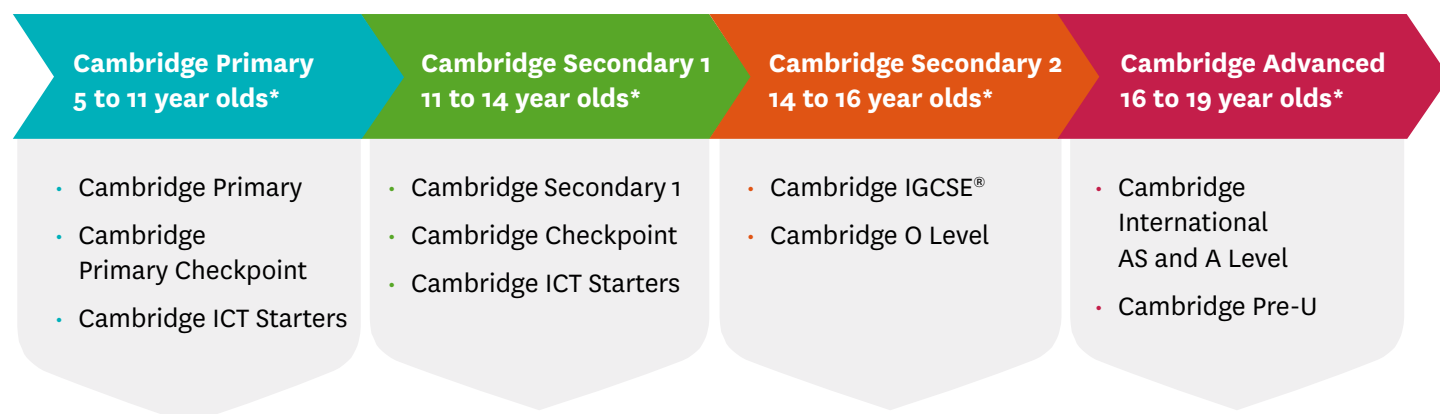 Cambridge Primary
5 to 11 year olds*
Cambridge Secondary 1
11 to 14 year olds*
Cambridge Secondary 2
14 to 16 year olds*
Cambridge Advanced
16 to 19 year olds*
· Cambridge Primary
· Cambridge
Primary Checkpoint
· Cambridge ICT Starters
· Cambridge Secondary 1
· Cambridge Checkpoint
· Cambridge ICT Starters
· Cambridge IGCSE®
· Cambridge O Level
· Cambridge
International
AS and A Level
· Cambridge Pre-U